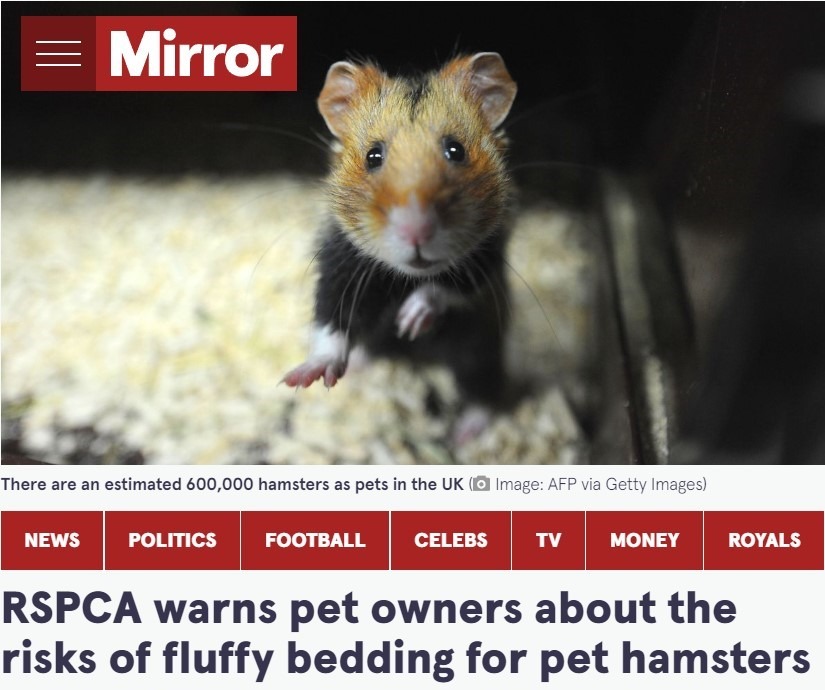 Mirror
There are an estimated 600,000 hamsters as pets in the UK (Image: AFP via Getty Images)
NEWS POLITICS FOOTBALL CELEBS TV MONEY ROYALS
RSPCA warns pet owners about the
risks of fluffy bedding for pet hamsters